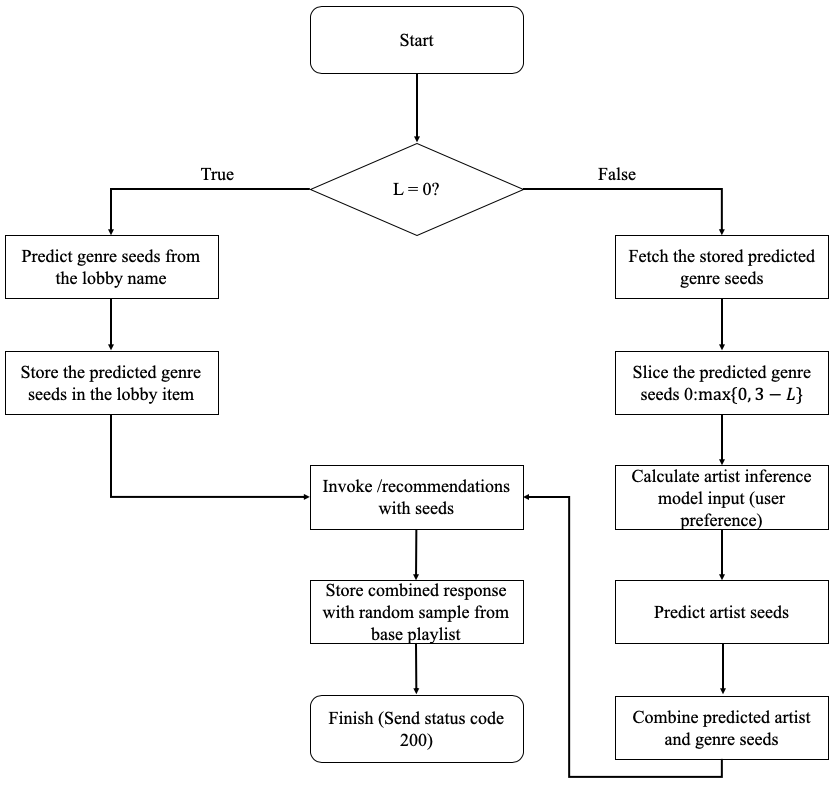 Start
L = 0?
True
False
Predict genre seeds from
the lobby name
Store the predicted genre
seeds in the lobby item
Fetch the stored predicted
genre seeds
Slice the predicted genre
seeds 0:max{0, 3 − L}
Calculate artist inference
model input (user
preference)
Predict artist seeds
Combine predicted artist
and genre seeds
Invoke /recommendations
with seeds
Store combined response
with random sample from
base playlist
Finish (Send status code
200)